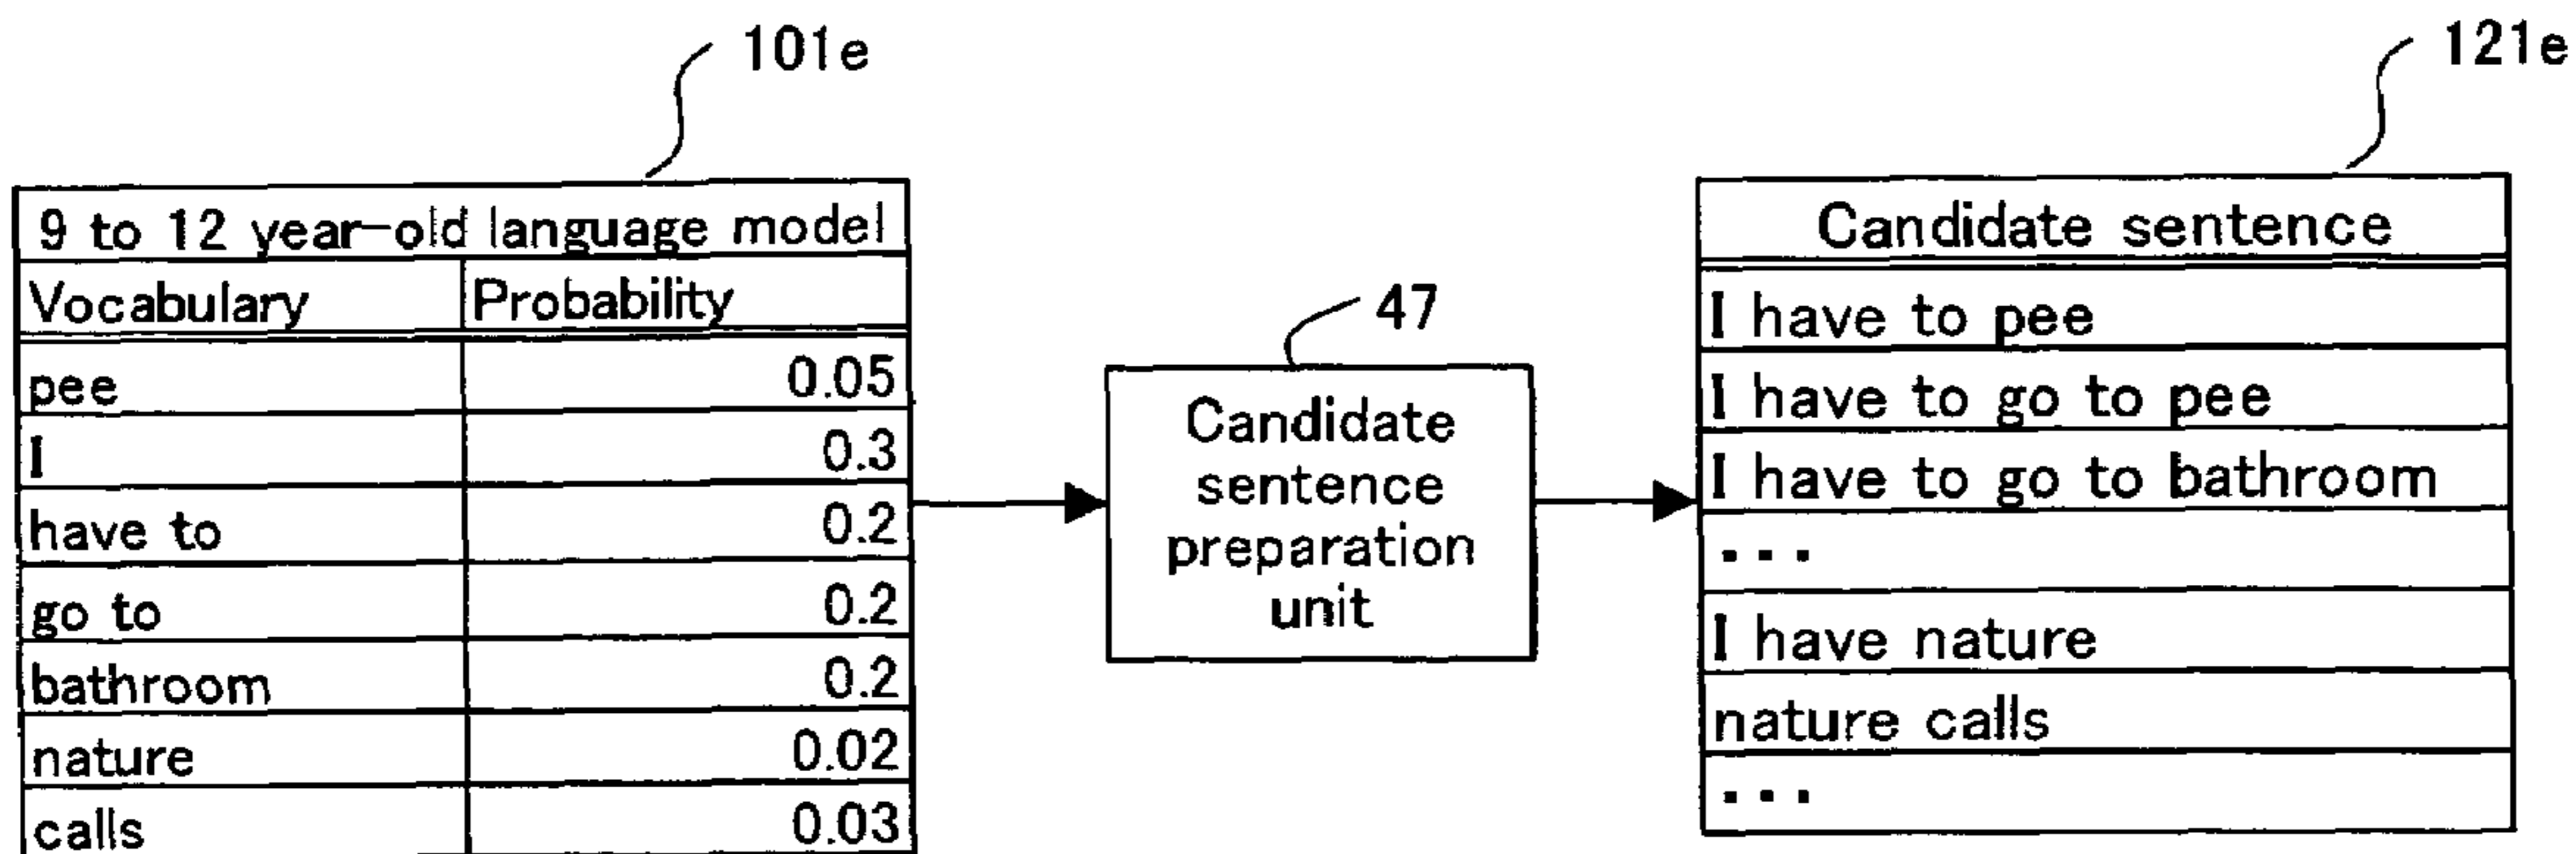 101e
121e
9 to 12 year-old language model
Vocabulary Probability
pee 0.05
I 0.3
have to 0.2
go to 0.2
bathroom 0.2
nature 0.02
calls 0.03
47
Candidate
sentence
preparation
unit
Candidate sentence
I have to pee
I have to go to pee
I have to go to bathroom
...
I have nature
nature calls
...